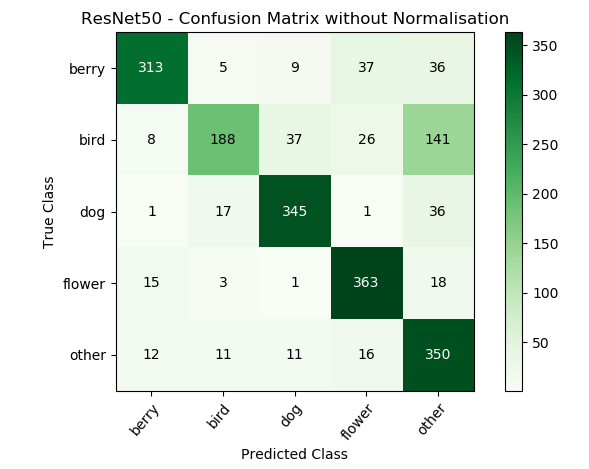 ResNet50 - Confusion Matrix without Normalisation
berry 313 5 9 37 36
bird 8 188 37 26 141
dog 1 17 345 1 36
flower 15 3 1 363 18
other 12 11 11 16 350
berry bird dog flower other
True Class
Predicted Class
350
300
250
200
150
100
50